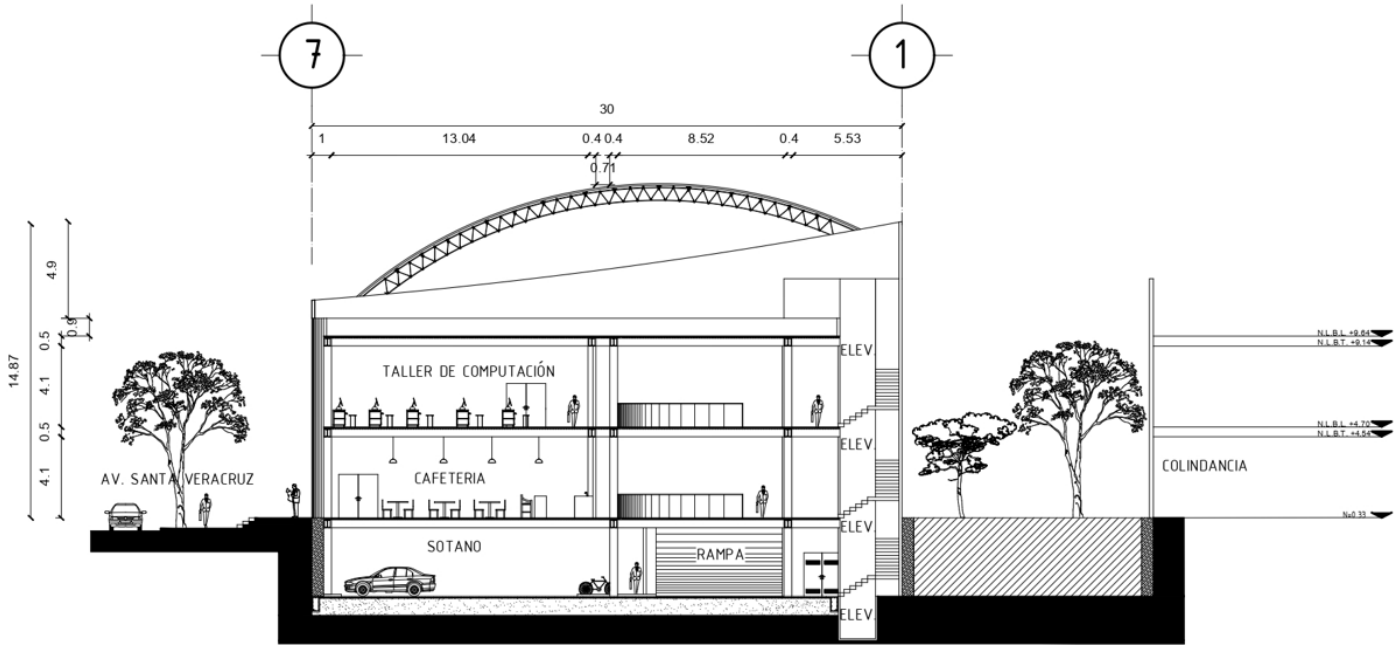 7
1
30
1 13.04 0.4 0.4 8.52 0.4 5.53
0.71
14.87
4.9
0.9
0.5
4.1
0.5
4.1
AV. SANTA VERACRUZ
TALLER DE COMPUTACIÓN
CAFETERIA
SOTANO
RAMPA
ELEV.
ELEV.
ELEV.
ELEV.
COLINDANCIA
N.L.B.L. +9.64
N.L.B.T. +9.14
N.L.B.L. +4.70
N.L.B.T. +4.54
N±0.33